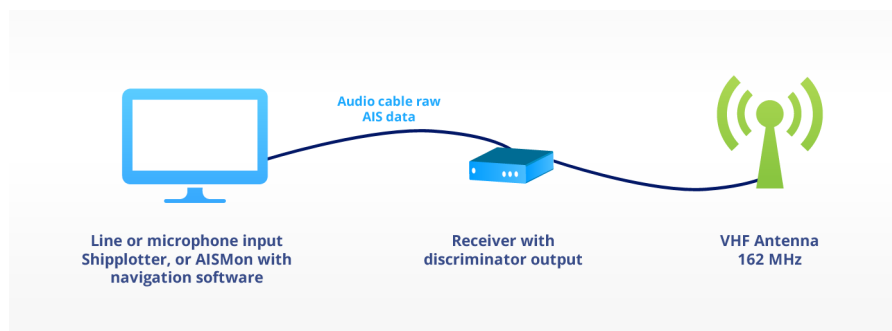 Audio cable raw
AIS data
Line or microphone input
Shipplotter, or AISMon with
navigation software
Receiver with
discriminator output
VHF Antenna
162 MHz